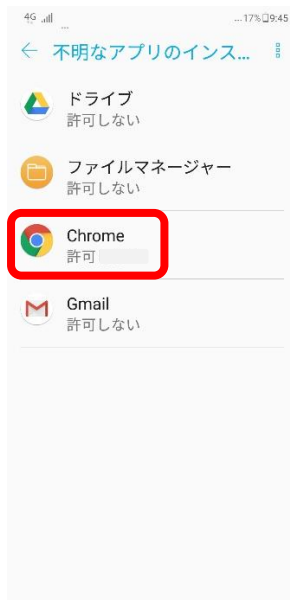 4G ...17% 9:45
...
← 不明なアプリのインス...
ドライブ
許可しない
ファイルマネージャー
許可しない
Chrome
許可
Gmail
許可しない